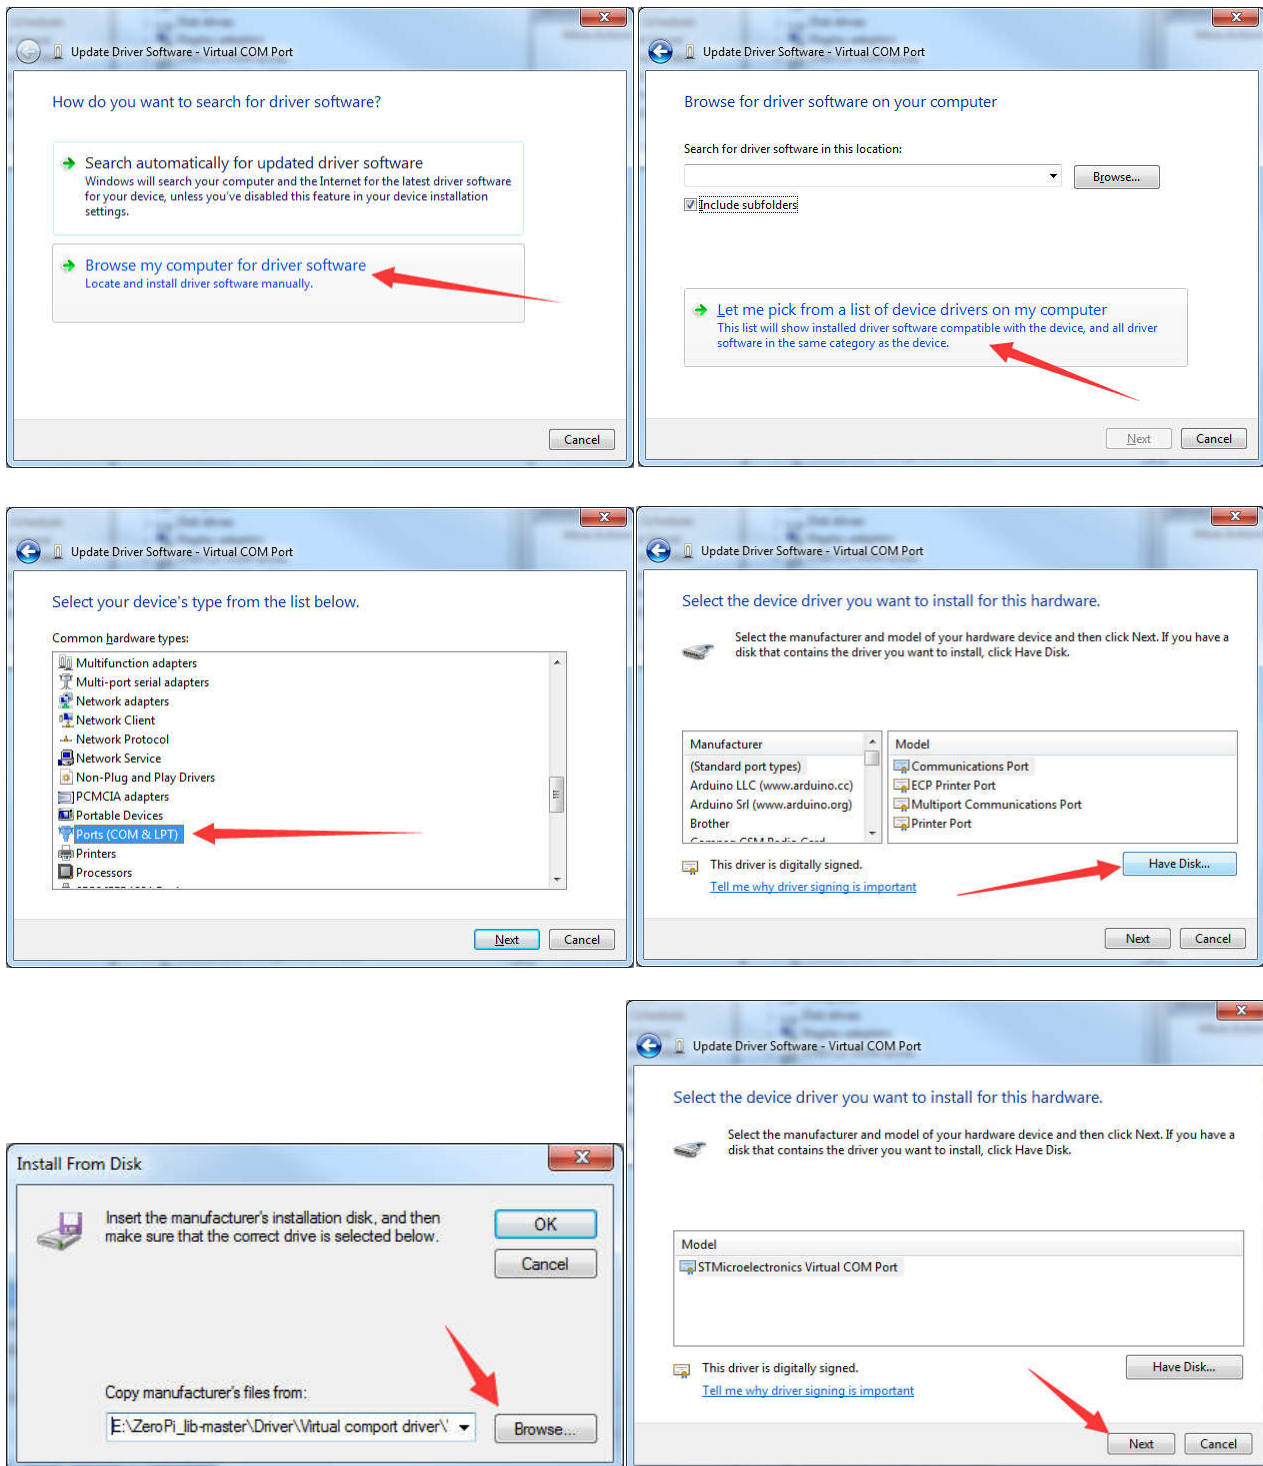 Update Driver Software - Virtual COM Port
How do you want to search for driver software?
Search automatically for updated driver software
Windows will search your computer and the Internet for the latest driver software
for your device, unless you've disabled this feature in your device installation
settings.
Browse my computer for driver software
Locate and install driver software manually.
Cancel
Update Driver Software - Virtual COM Port
Browse for driver software on your computer
Search for driver software in this location:
Browse...
Include subfolders
Let me pick from a list of device drivers on my computer
This list will show installed driver software compatible with the device, and all driver
software in the same category as the device.
Next Cancel
Update Driver Software - Virtual COM Port
Select your device's type from the list below.
Common hardware types:
Multifunction adapters
Multi-port serial adapters
Network adapters
Network Client
Network Protocol
Network Service
Non-Plug and Play Drivers
PCMCIA adapters
Portable Devices
Ports (COM & LPT)
Printers
Processors
Next Cancel
Update Driver Software - Virtual COM Port
Select the device driver you want to install for this hardware.
Select the manufacturer and model of your hardware device and then click Next. If you have a
disk that contains the driver you want to install, click Have Disk.
Manufacturer
(Standard port types)
Arduino LLC (www.arduino.cc)
Arduino Srl (www.arduino.org)
Brother
Model
Communications Port
ECP Printer Port
Multiport Communications Port
Printer Port
This driver is digitally signed.
Have Disk...
Tell me why driver signing is important
Next Cancel
Install From Disk
Insert the manufacturer's installation disk, and then
make sure that the correct drive is selected below.
OK
Cancel
Copy manufacturer's files from:
E:\ZeroPi_lib-master\Driver\Virtual comport driver\
Browse...
Update Driver Software - Virtual COM Port
Select the device driver you want to install for this hardware.
Select the manufacturer and model of your hardware device and then click Next. If you have a
disk that contains the driver you want to install, click Have Disk.
Model
STMicroelectronics Virtual COM Port
This driver is digitally signed.
Have Disk...
Tell me why driver signing is important
Next Cancel